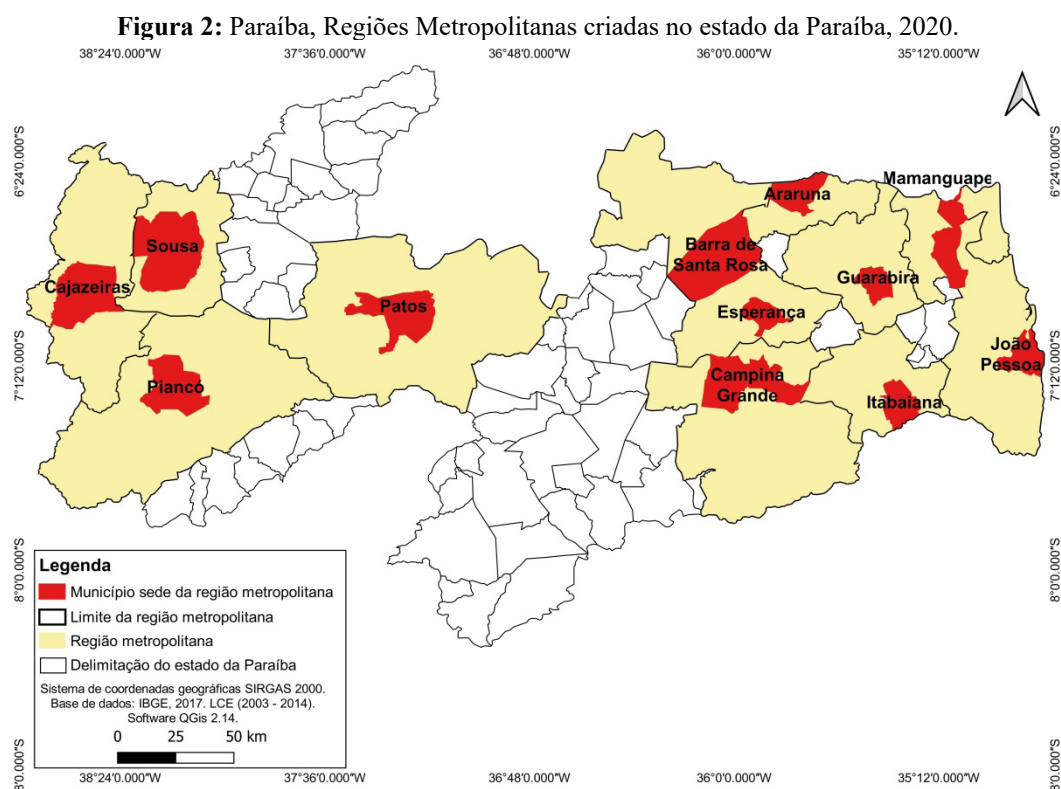 Figura 2: Paraíba, Regiões Metropolitanas criadas no estado da Paraíba, 2020.
38°24'0.000"W 37°36'0.000"W 36°48'0.000"W 36°0'0.000"W 35°12'0.000"W
6°24'0.000"S
6°24'0.000"S
Mamanguape
Araruna
Sousa
Barra de
Santa Rosa
Cajazeiras
Guarabira
Patos
Esperança
João
Pessoa
7°12'0.000"S
7°12'0.000"S
Piancó
Campina
Grande
Itabaiana
Legenda
Município sede da região metropolitana
Limite da região metropolitana
Região metropolitana
Delimitação do estado da Paraíba
Sistema de coordenadas geográficas SIRGAS 2000.
Base de dados: IBGE, 2017. LCE (2003 - 2014).
Software QGis 2.14.
0 25 50 km
8°0'0.000"S
8°0'0.000"S
3°0.000"S
3°0.000"S
38°24'0.000"W 37°36'0.000"W 36°48'0.000"W 36°0'0.000"W 35°12'0.000"W